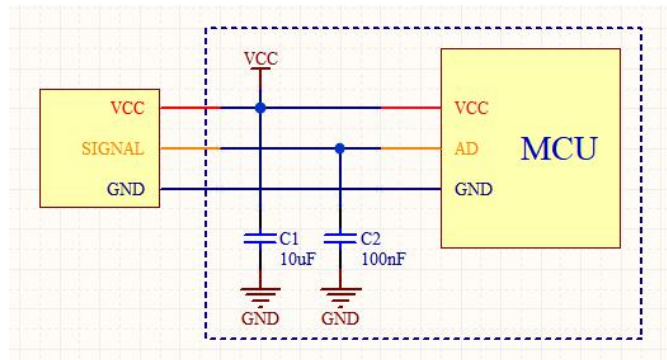 VCC
VCC
SIGNAL
GND
VCC
AD
GND
MCU
C1
10uF
C2
100nF
GND
GND